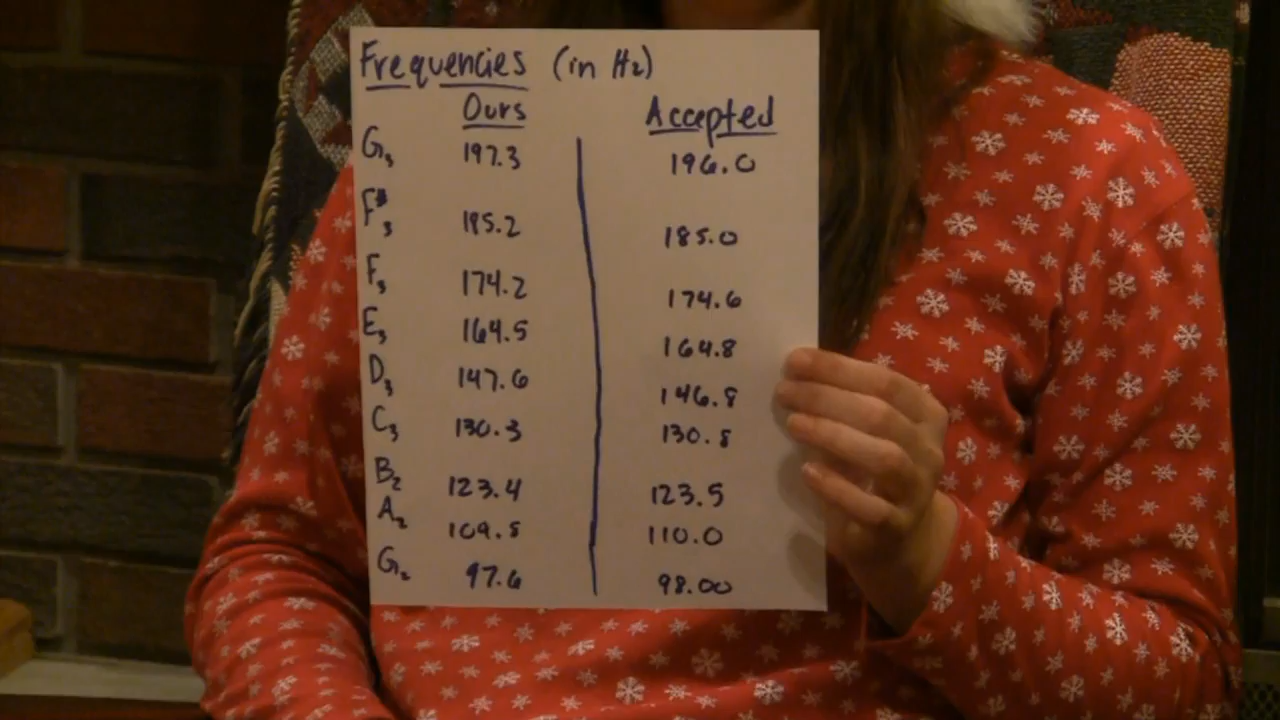 Frequencies (in Hz)
Ours Accepted
G3 197.3 196.0
F#3 185.2 185.0
F3 174.2 174.6
E3 164.5 164.8
D3 147.6 146.8
C3 130.3 130.8
B2 123.4 123.5
A2 109.8 110.0
G2 97.6 98.00